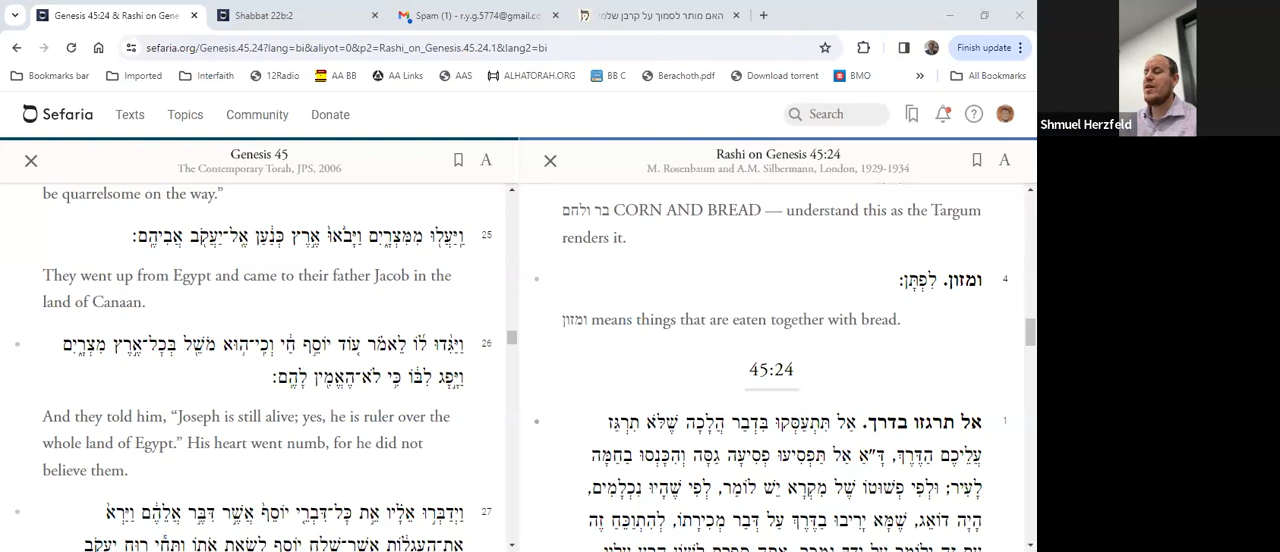 Genesis 45:24 & Rashi on Gene
Shabbat 22b:2
Spam (1) - r.y.g.5774@gmail.co
האם מותר לסמוך על קרבן שלמי
sefaria.org/Genesis.45.24?lang=bi&aliyot=0&p2=Rashi_on_Genesis.45.24.1&lang2=bi
Finish update
Bookmarks bar
Imported
Interfaith
12Radio
AA BB
AA Links
A-S
ALHATORAH.ORG
BB C
Berachoth.pdf
Download torrent
BMO
»
All Bookmarks
Sefaria
Texts
Topics
Community
Donate
Search
Shmuel Herzfeld
Genesis 45
The Contemporary Torah, JPS, 2006
A
be quarrelsome on the way.”
25
וַֽיַּעֲל֖וּ מִמִּצְרָ֑יִם וַיָּבֹ֙אוּ֙ אֶ֣רֶץ כְּנַ֔עַן אֶֽל־יַעֲקֹ֖ב אֲבִיהֶֽם׃
They went up from Egypt and came to their father Jacob in the
land of Canaan.
26
וַיַּגִּ֨דוּ ל֜וֹ לֵאמֹ֗ר ע֚וֹד יוֹסֵ֣ף חַ֔י וְכִֽי־ה֥וּא מֹשֵׁ֖ל בְּכׇל־אֶ֣רֶץ מִצְרָ֑יִם
וַיָּ֣פׇג לִבּ֔וֹ כִּ֥י לֹא־הֶאֱמִ֖ין לָהֶֽם׃
And they told him, “Joseph is still alive; yes, he is ruler over the
whole land of Egypt.” His heart went numb, for he did not
believe them.
27
וַיְדַבְּר֣וּ אֵלָ֗יו אֵ֣ת כׇּל־דִּבְרֵ֤י יוֹסֵף֙ אֲשֶׁ֣ר דִּבֶּ֣ר אֲלֵהֶ֔ם וַיַּרְא֙
אֶת־הָ֣עֲגָל֔וֹת אֲשֶׁר־שָׁלַ֥ח יוֹסֵ֖ף לָשֵׂ֣את אֹת֑וֹ וַתְּחִ֕י ר֖וּחַ יַעֲקֹ֥ב
Rashi on Genesis 45:24
M. Rosenbaum and A.M. Silbermann, London, 1929-1934
A
בר ולחם CORN AND BREAD — understand this as the Targum
renders it.
4
ומזון. לִפְתָּן:
ומזון means things that are eaten together with bread.
45:24
1
אל תרגזו בדרך. אַל תִּתְעַסְּקוּ בִּדְבַר הֲלָכָה שֶׁלֹּא תִרְגַּז
עֲלֵיכֶם הַדֶּרֶךְ, דָּ"אַ אַל תַּפְסִיעוּ פְסִיעָה גַסָּה וְהִכָּנְסוּ בַחַמָּה
לָעִיר; וּלְפִי פְשׁוּטוֹ שֶׁל מִקְרָא יֵשׁ לוֹמַר, לְפִי שֶׁהָיוּ נִכְלָמִים,
הָיָה דוֹאֵג, שֶׁמָּא יָרִיבוּ בַדֶּרֶךְ עַל דְּבַר מְכִירָתוֹ, לְהִתְוַכֵּחַ זֶה